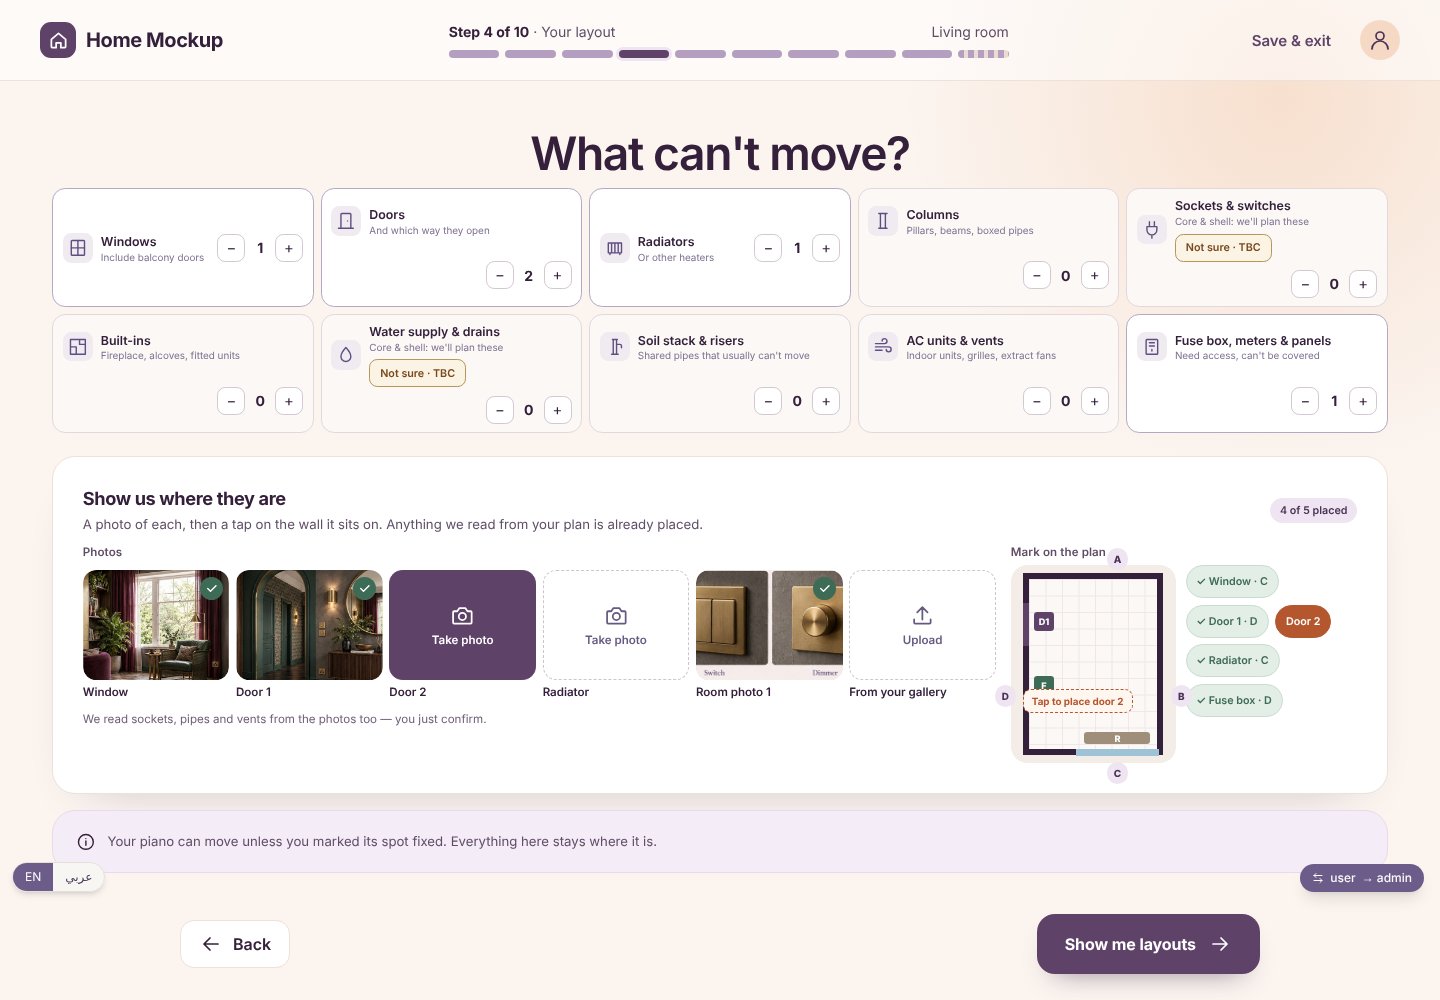 Home Mockup
Step 4 of 10 · Your layout
Living room
Save & exit
What can't move?
Windows
Include balcony doors
− 1 +
Doors
And which way they open
− 2 +
Radiators
Or other heaters
− 1 +
Columns
Pillars, beams, boxed pipes
− 0 +
Sockets & switches
Core & shell: we'll plan these
Not sure · TBC
− 0 +
Built-ins
Fireplace, alcoves, fitted units
− 0 +
Water supply & drains
Core & shell: we'll plan these
Not sure · TBC
− 0 +
Soil stack & risers
Shared pipes that usually can't move
− 0 +
AC units & vents
Indoor units, grilles, extract fans
− 0 +
Fuse box, meters & panels
Need access, can't be covered
− 1 +
Show us where they are
A photo of each, then a tap on the wall it sits on. Anything we read from your plan is already placed.
4 of 5 placed
Photos
Window
Door 1
Take photo
Door 2
Take photo
Radiator
Switch
Dimmer
Room photo 1
Upload
From your gallery
We read sockets, pipes and vents from the photos too — you just confirm.
Mark on the plan
A
D1
F
D
Tap to place door 2
B
R
C
✓ Window · C
✓ Door 1 · D
Door 2
✓ Radiator · C
✓ Fuse box · D
Your piano can move unless you marked its spot fixed. Everything here stays where it is.
EN
عربي
user → admin
← Back
Show me layouts →